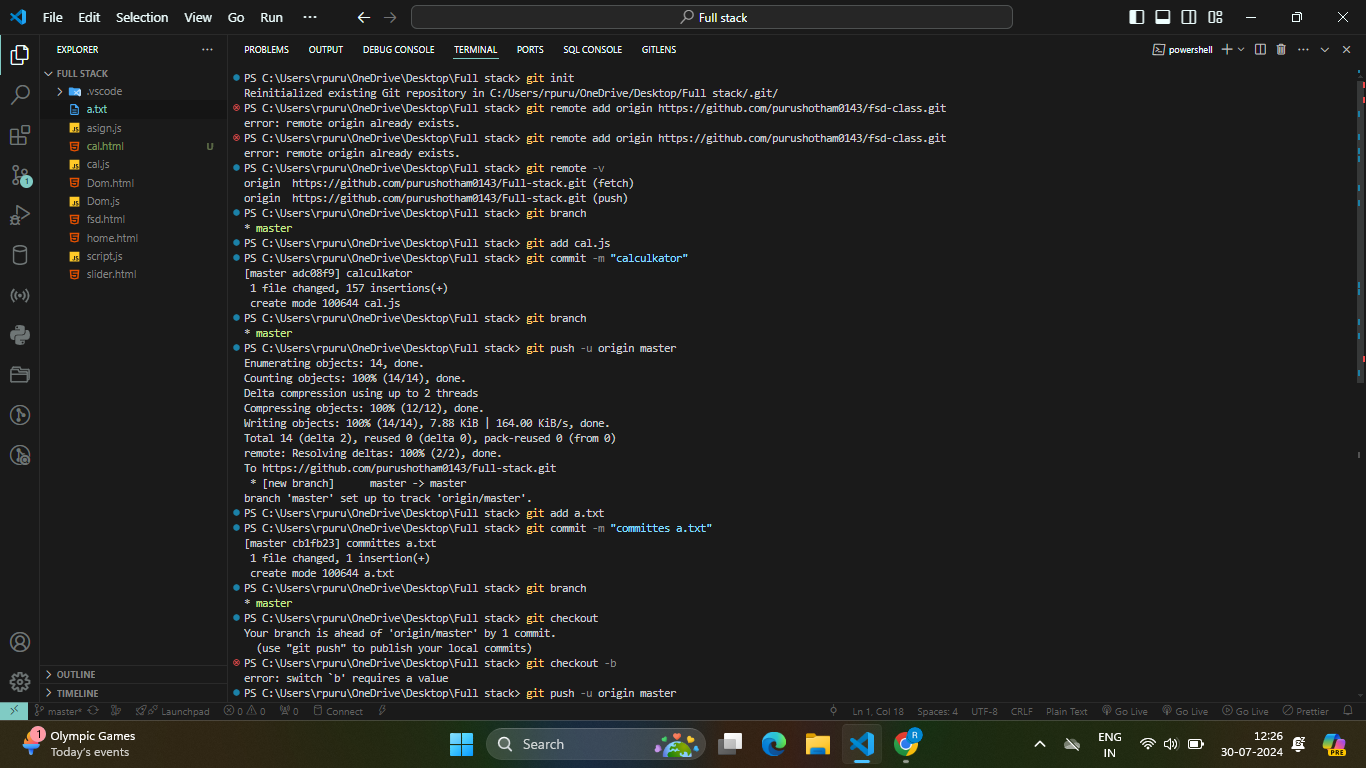 File Edit Selection View Go Run ··· Full stack
EXPLORER ···
PROBLEMS OUTPUT DEBUG CONSOLE TERMINAL PORTS SQL CONSOLE GITLENS powershell
FULL STACK
.vscode
a.txt
asign.js
cal.html U
cal.js
Dom.html
Dom.js
fsd.html
home.html
script.js
slider.html
OUTLINE
TIMELINE
1
PS C:\Users\rpuru\OneDrive\Desktop\Full stack> git init
Reinitialized existing Git repository in C:/Users/rpuru/OneDrive/Desktop/Full stack/.git/
PS C:\Users\rpuru\OneDrive\Desktop\Full stack> git remote add origin https://github.com/purushotham0143/fsd-class.git
error: remote origin already exists.
PS C:\Users\rpuru\OneDrive\Desktop\Full stack> git remote add origin https://github.com/purushotham0143/fsd-class.git
error: remote origin already exists.
PS C:\Users\rpuru\OneDrive\Desktop\Full stack> git remote -v
origin  https://github.com/purushotham0143/Full-stack.git (fetch)
origin  https://github.com/purushotham0143/Full-stack.git (push)
PS C:\Users\rpuru\OneDrive\Desktop\Full stack> git branch
* master
PS C:\Users\rpuru\OneDrive\Desktop\Full stack> git add cal.js
PS C:\Users\rpuru\OneDrive\Desktop\Full stack> git commit -m "calculkator"
[master adc08f9] calculkator
 1 file changed, 157 insertions(+)
 create mode 100644 cal.js
PS C:\Users\rpuru\OneDrive\Desktop\Full stack> git branch
* master
PS C:\Users\rpuru\OneDrive\Desktop\Full stack> git push -u origin master
Enumerating objects: 14, done.
Counting objects: 100% (14/14), done.
Delta compression using up to 2 threads
Compressing objects: 100% (12/12), done.
Writing objects: 100% (14/14), 7.88 KiB | 164.00 KiB/s, done.
Total 14 (delta 2), reused 0 (delta 0), pack-reused 0 (from 0)
remote: Resolving deltas: 100% (2/2), done.
To https://github.com/purushotham0143/Full-stack.git
 * [new branch]      master -> master
branch 'master' set up to track 'origin/master'.
PS C:\Users\rpuru\OneDrive\Desktop\Full stack> git add a.txt
PS C:\Users\rpuru\OneDrive\Desktop\Full stack> git commit -m "committes a.txt"
[master cb1fb23] committes a.txt
 1 file changed, 1 insertion(+)
 create mode 100644 a.txt
PS C:\Users\rpuru\OneDrive\Desktop\Full stack> git branch
* master
PS C:\Users\rpuru\OneDrive\Desktop\Full stack> git checkout
Your branch is ahead of 'origin/master' by 1 commit.
  (use "git push" to publish your local commits)
PS C:\Users\rpuru\OneDrive\Desktop\Full stack> git checkout -b
error: switch `b' requires a value
PS C:\Users\rpuru\OneDrive\Desktop\Full stack> git push -u origin master
master* Launchpad 0 0 0 Connect Ln 1, Col 18 Spaces: 4 UTF-8 CRLF Plain Text Go Live Go Live Go Live Prettier
1 Olympic Games
Today's events
Search
R
ENG
IN
12:26
30-07-2024
PRE